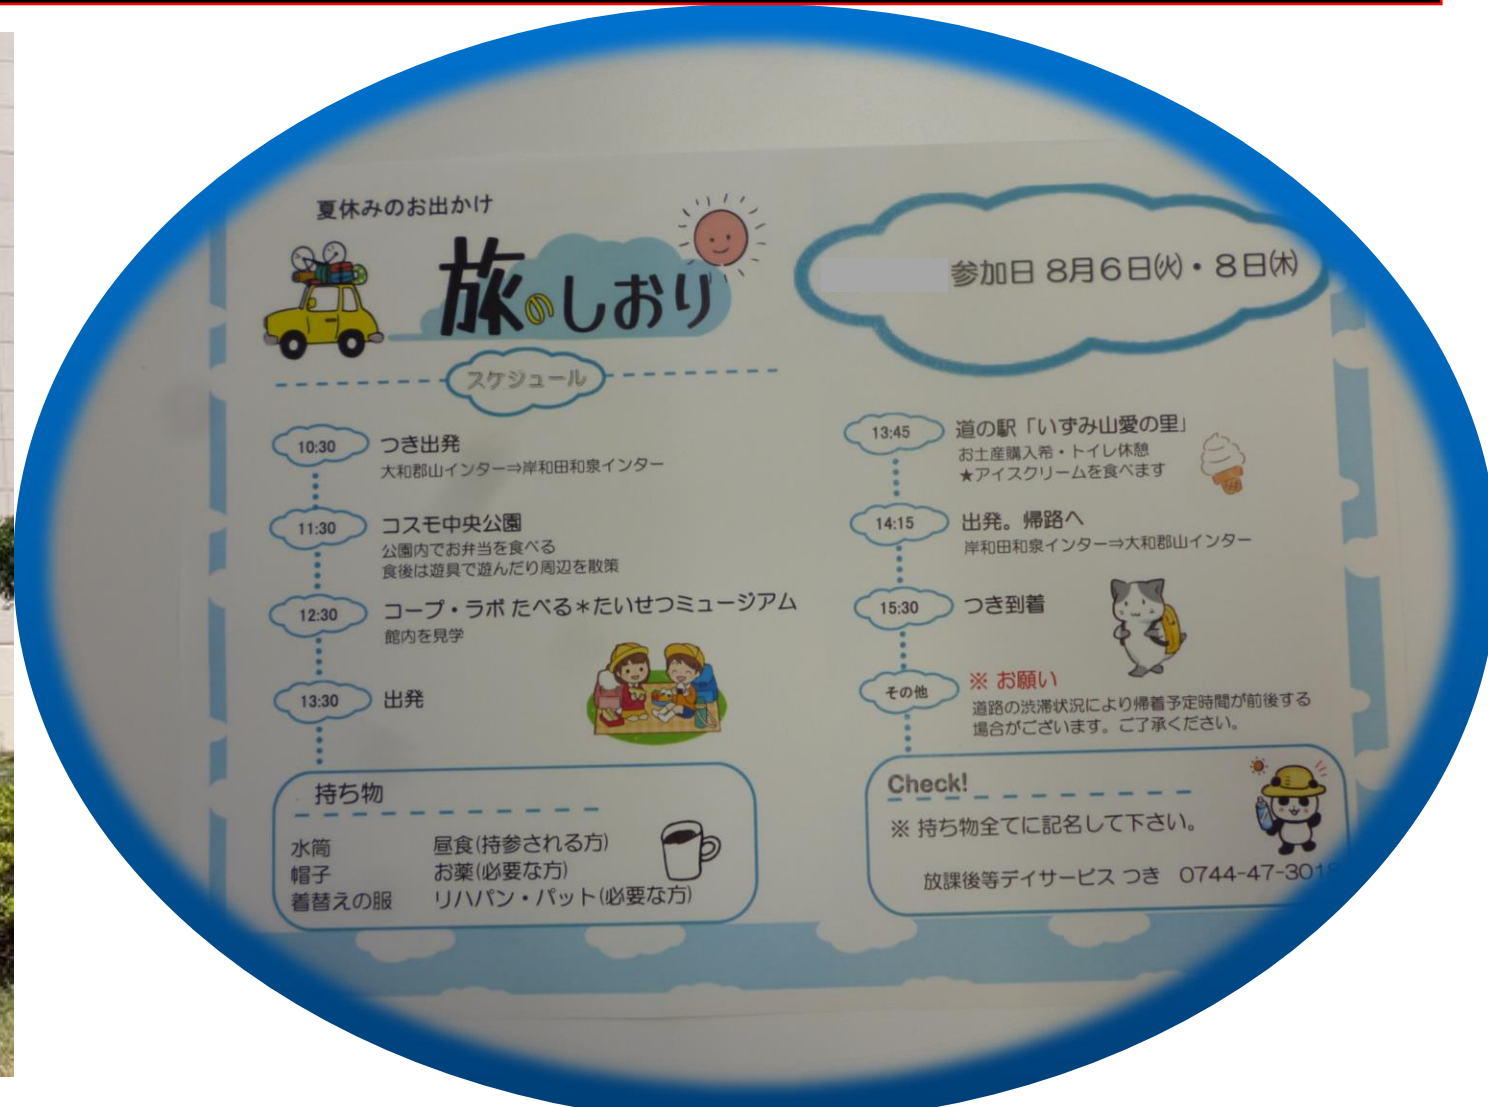 夏休みのお出かけ
旅のしおり
参加日 8月6日㈫・8日㈭
スケジュール
10:30 つき出発
大和郡山インター⇒岸和田和泉インター
11:30 コスモ中央公園
公園内でお弁当を食べる
食後は遊具で遊んだり周辺を散策
12:30 コープ・ラボ たべる＊たいせつミュージアム
館内を見学
13:30 出発
持ち物
水筒 昼食(持参される方)
帽子 お薬(必要な方)
着替えの服 リハパン・パット(必要な方)
13:45 道の駅「いずみ山愛の里」
お土産購入希・トイレ休憩
★アイスクリームを食べます
14:15 出発。帰路へ
岸和田和泉インター⇒大和郡山インター
15:30 つき到着
その他 ※ お願い
道路の渋滞状況により帰着予定時間が前後する
場合がございます。ご了承ください。
Check!
※ 持ち物全てに記名して下さい。
放課後等デイサービス つき 0744-47-3018